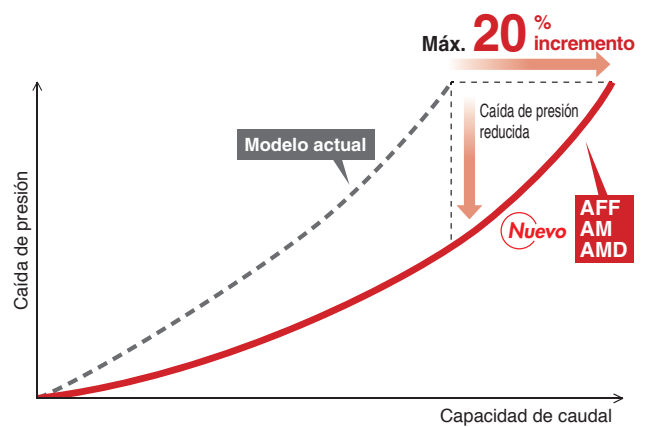 Máx. 20 % incremento
Caída de presión
reducida
Modelo actual
Nuevo
AFF
AM
AMD
Caída de presión
Capacidad de caudal